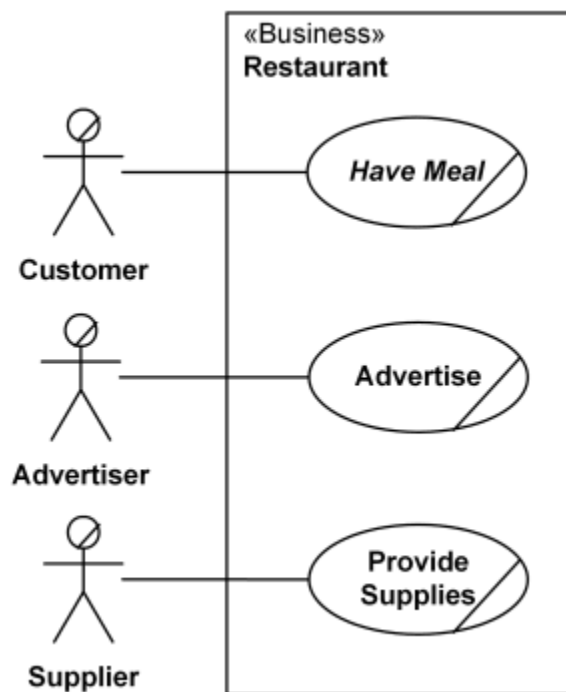 «Business»
Restaurant
Have Meal
Customer
Advertise
Advertiser
Provide
Supplies
Supplier